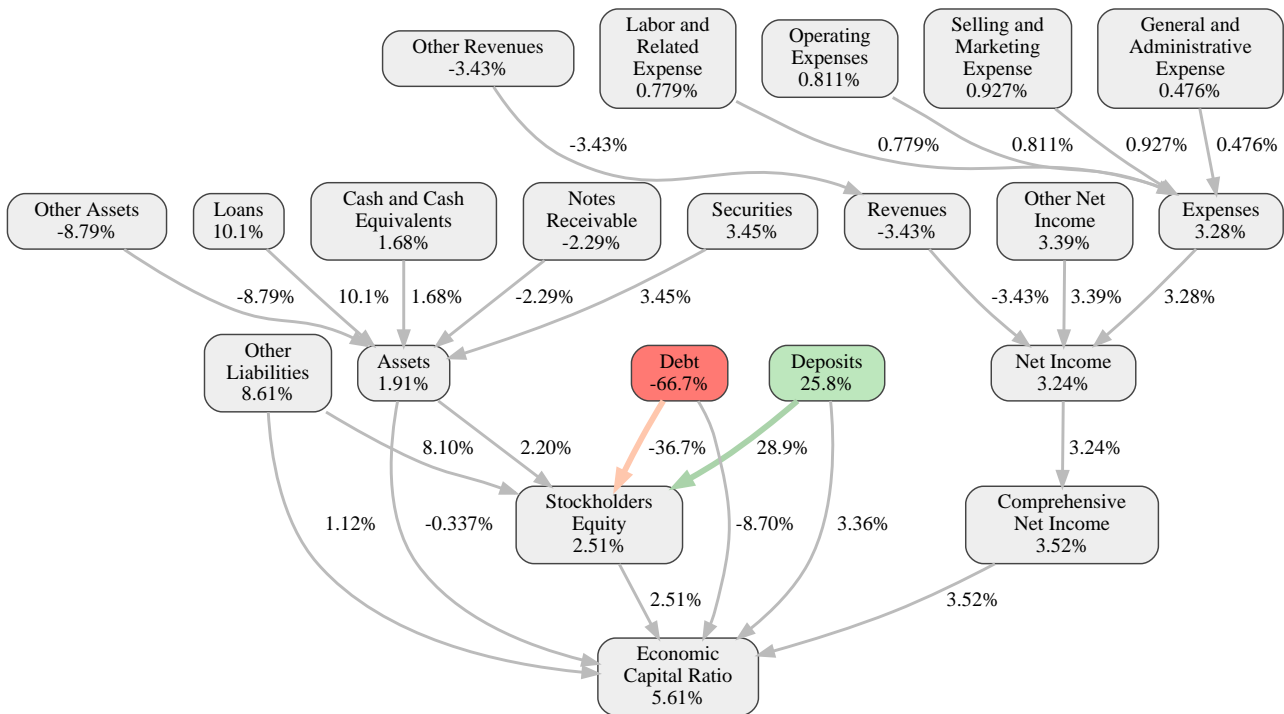 Other Revenues
-3.43%
Labor and
Related
Expense
0.779%
Operating
Expenses
0.811%
Selling and
Marketing
Expense
0.927%
General and
Administrative
Expense
0.476%
-3.43%
0.779%
0.811%
0.927%
0.476%
Other Assets
-8.79%
Loans
10.1%
Cash and Cash
Equivalents
1.68%
Notes
Receivable
-2.29%
Securities
3.45%
Revenues
-3.43%
Other Net
Income
3.39%
Expenses
3.28%
-8.79%
10.1%
1.68%
-2.29%
3.45%
-3.43%
3.39%
3.28%
Other
Liabilities
8.61%
Assets
1.91%
Debt
-66.7%
Deposits
25.8%
Net Income
3.24%
8.10%
2.20%
-36.7%
28.9%
3.24%
Stockholders
Equity
2.51%
Comprehensive
Net Income
3.52%
1.12%
-0.337%
-8.70%
3.36%
2.51%
3.52%
Economic
Capital Ratio
5.61%